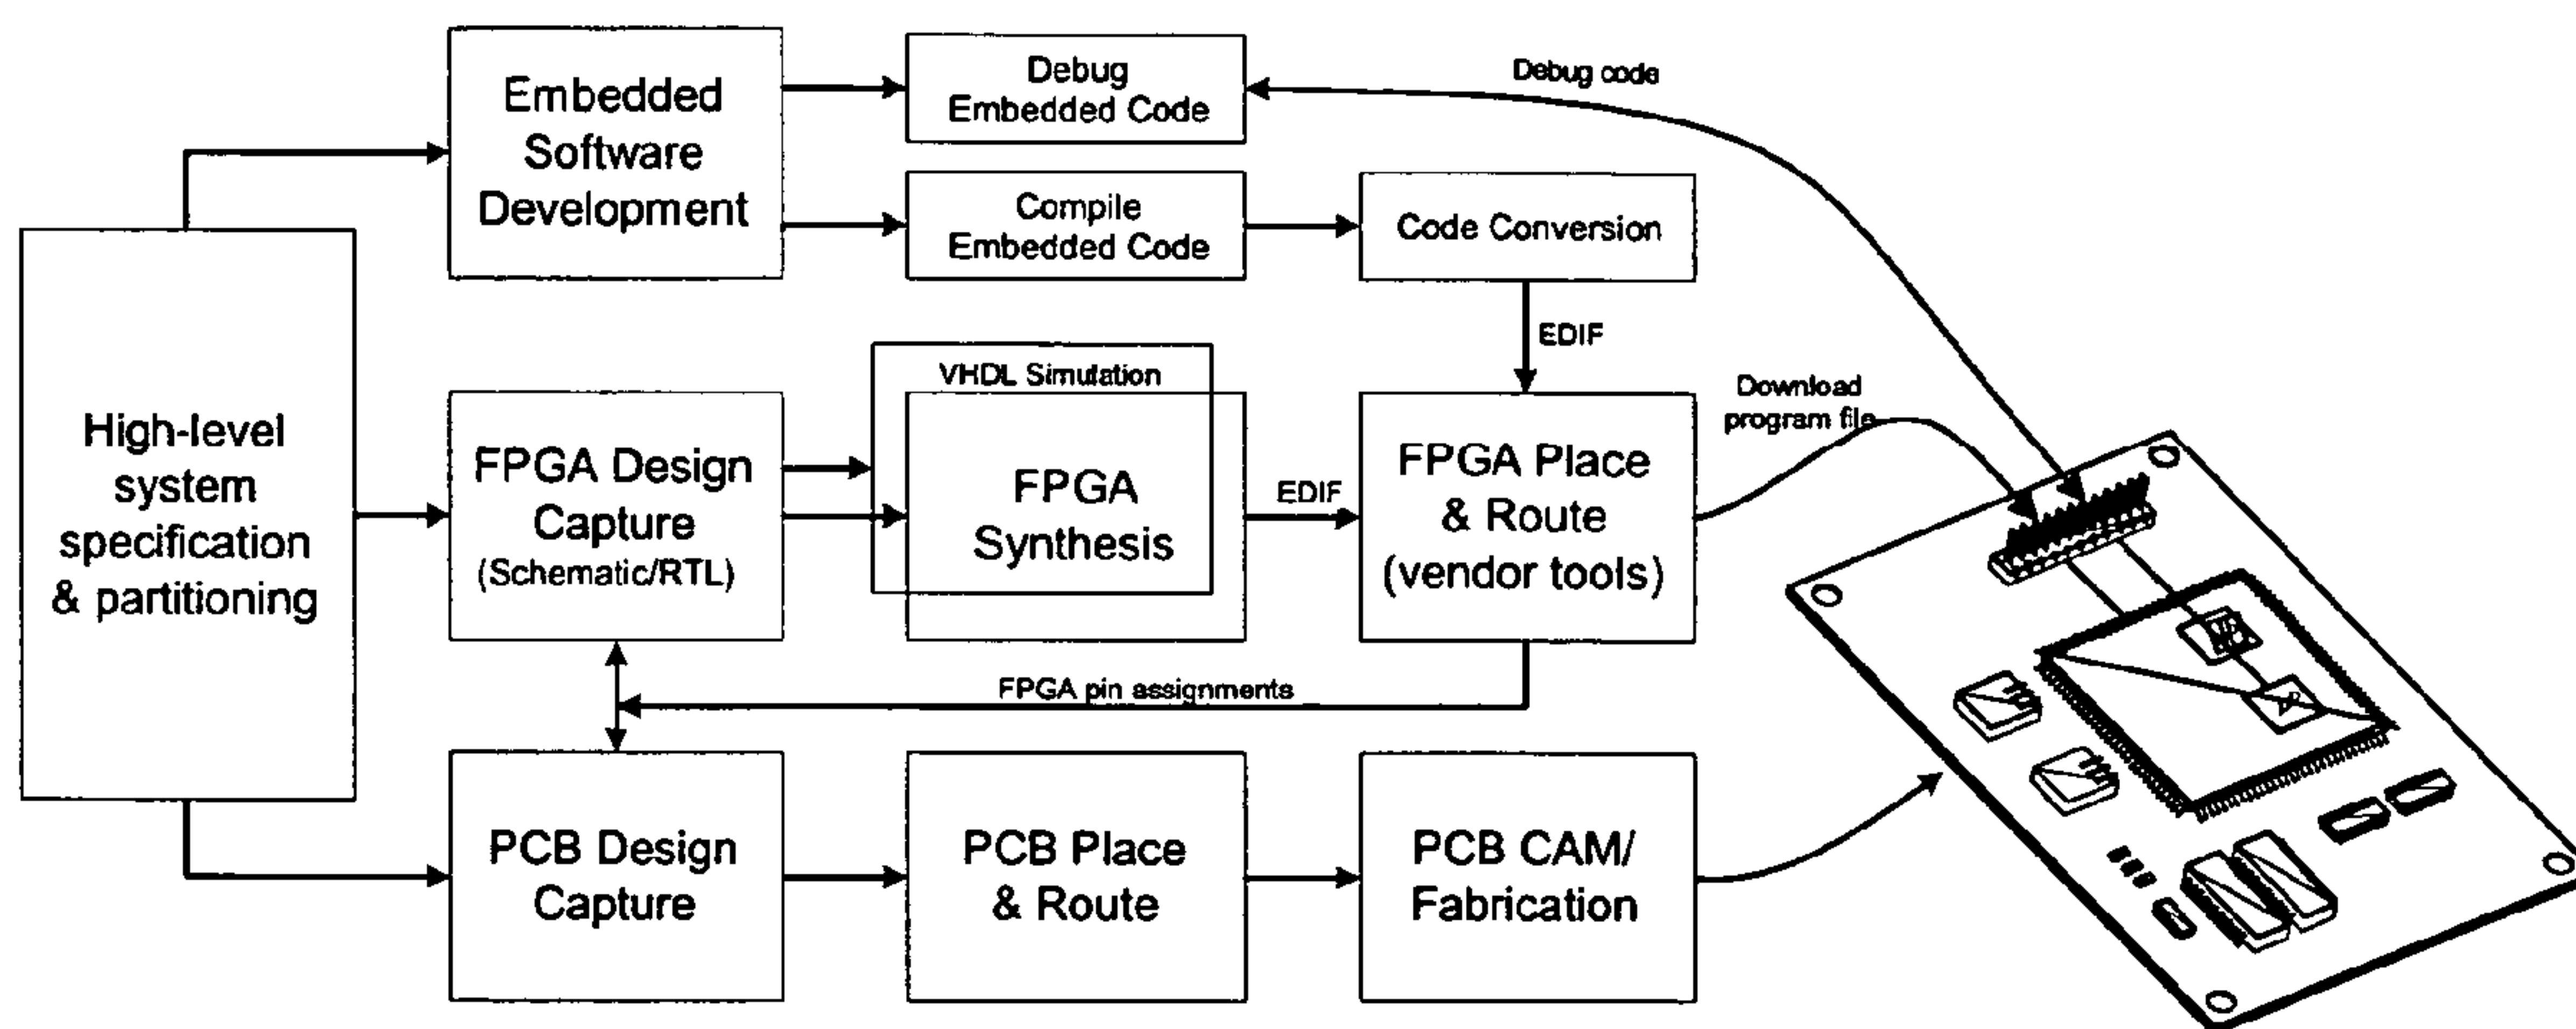 High-level
system
specification
& partitioning
Embedded
Software
Development
Debug
Embedded Code
Debug code
Compile
Embedded Code
Code Conversion
EDIF
FPGA Design
Capture
(Schematic/RTL)
VHDL Simulation
FPGA
Synthesis
EDIF
FPGA Place
& Route
(vendor tools)
Download
program file
FPGA pin assignments
PCB Design
Capture
PCB Place
& Route
PCB CAM/
Fabrication